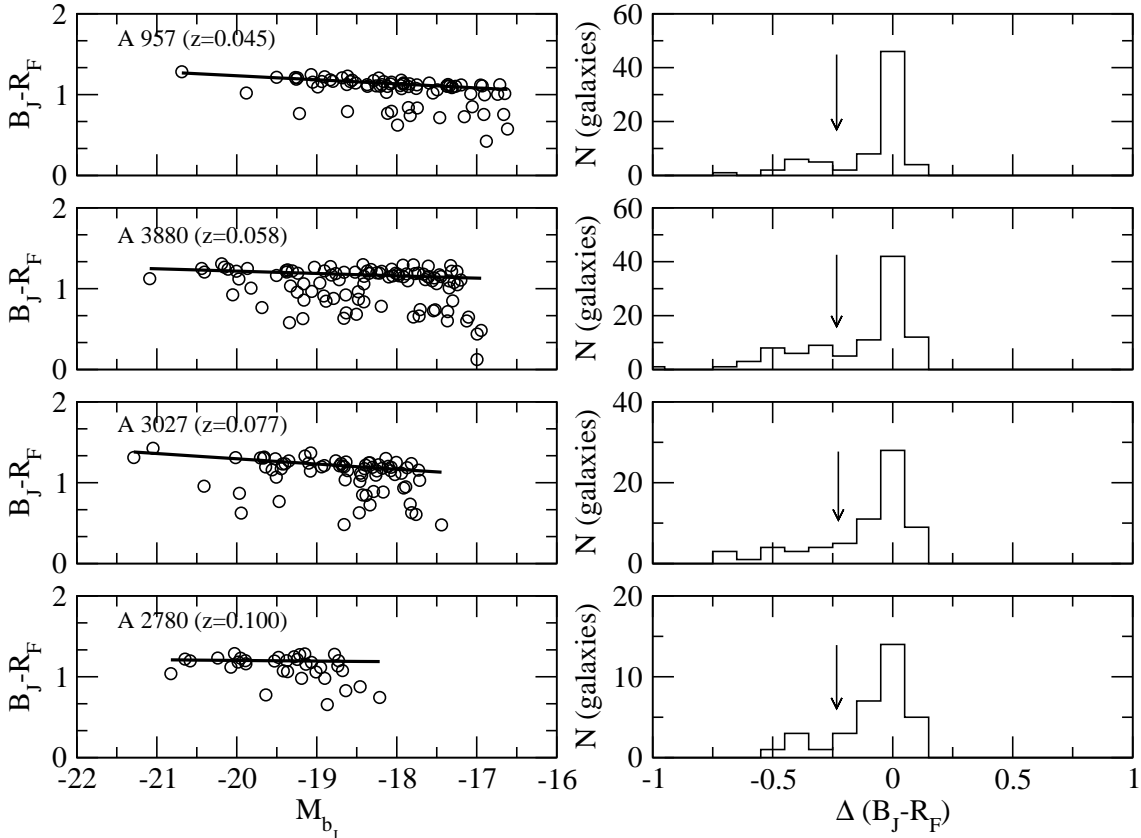 2
1
0
B_J-R_F
A 957 (z=0.045)
60
40
20
0
N (galaxies)
2
1
0
B_J-R_F
A 3880 (z=0.058)
60
40
20
0
N (galaxies)
2
1
0
B_J-R_F
A 3027 (z=0.077)
40
20
0
N (galaxies)
2
1
0
B_J-R_F
A 2780 (z=0.100)
20
10
0
N (galaxies)
-22 -21 -20 -19 -18 -17 -16
M_b_J
-1 -0.5 0 0.5 1
Δ (B_J-R_F)